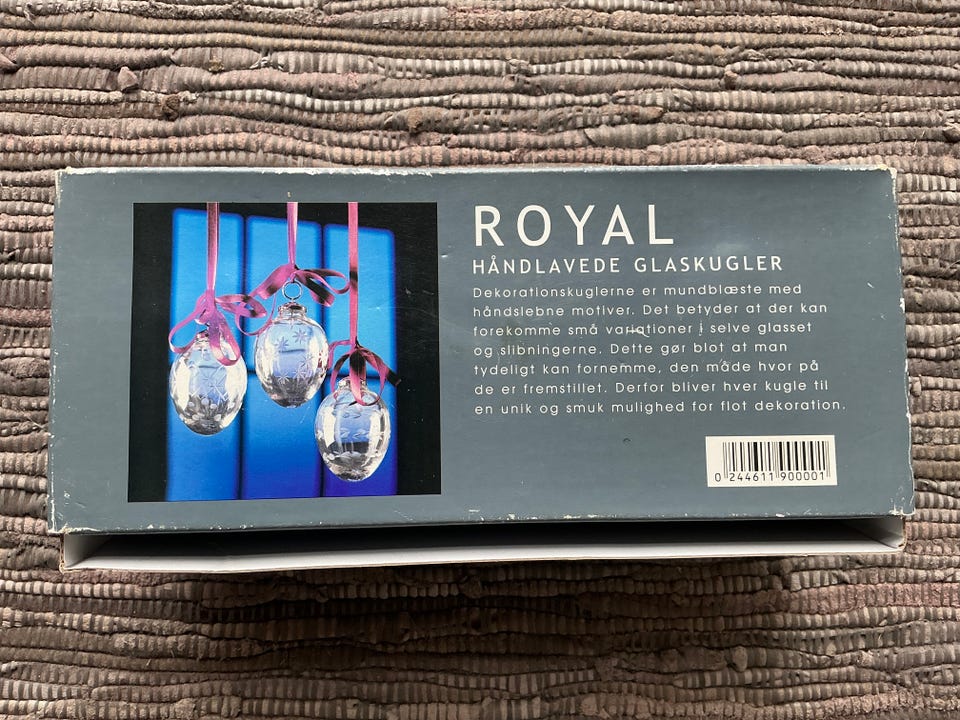 ROYAL
HÅNDLAVEDE GLASKUGLER
Dekorationskuglerne er mundblæste med
håndslebne motiver. Det betyder at der kan
forekomme små variationer i selve glasset
og slibningerne. Dette gør blot at man
tydeligt kan fornemme, den måde hvor på
de er fremstillet. Derfor bliver hver kugle til
en unik og smuk mulighed for flot dekoration.
0 244611 900001